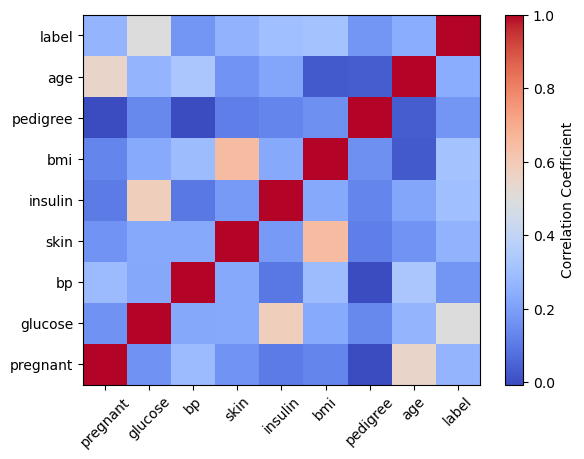 label
age
pedigree
bmi
insulin
skin
bp
glucose
pregnant
pregnant
glucose
bp
skin
insulin
bmi
pedigree
age
label
1.0
0.8
0.6
0.4
0.2
0.0
Correlation Coefficient